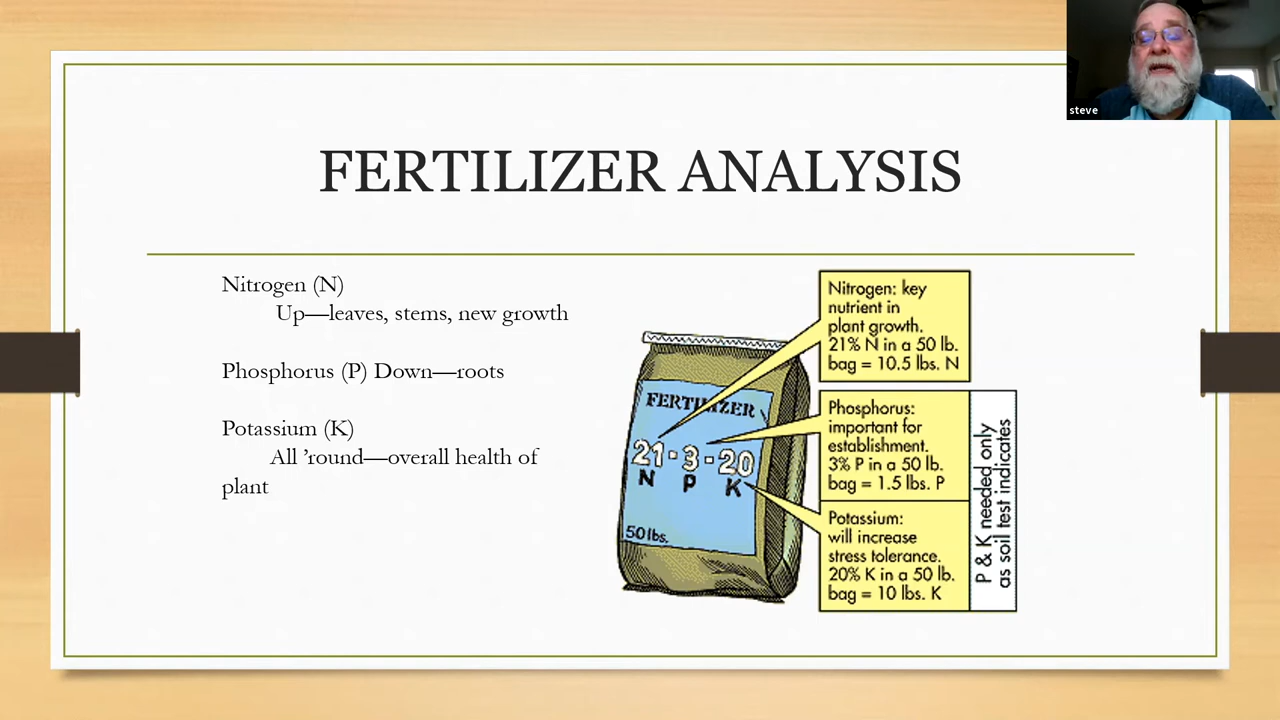 steve
FERTILIZER ANALYSIS
Nitrogen (N)
Up—leaves, stems, new growth
Phosphorus (P) Down—roots
Potassium (K)
All ’round—overall health of
plant
FERTILIZER
21-3-20
N P K
50 lbs.
Nitrogen: key
nutrient in
plant growth.
21% N in a 50 lb.
bag = 10.5 lbs. N
Phosphorus:
important for
establishment.
3% P in a 50 lb.
bag = 1.5 lbs. P
Potassium:
will increase
stress tolerance.
20% K in a 50 lb.
bag = 10 lbs. K
P & K needed only
as soil test indicates